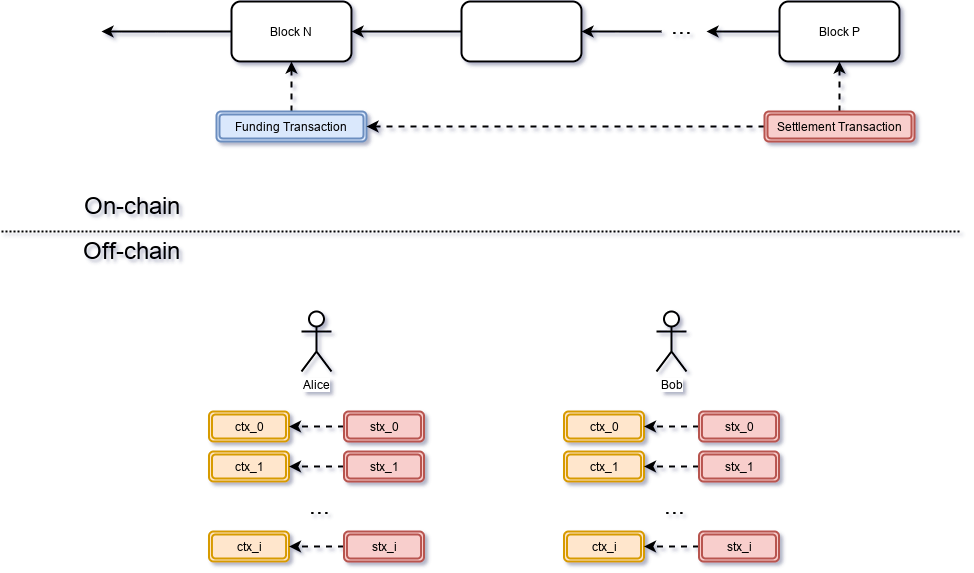 Block N
...
Block P
Funding Transaction
Settlement Transaction
On-chain
Off-chain
Alice
Bob
ctx_0
stx_0
ctx_0
stx_0
ctx_1
stx_1
ctx_1
stx_1
...
...
ctx_i
stx_i
ctx_i
stx_i